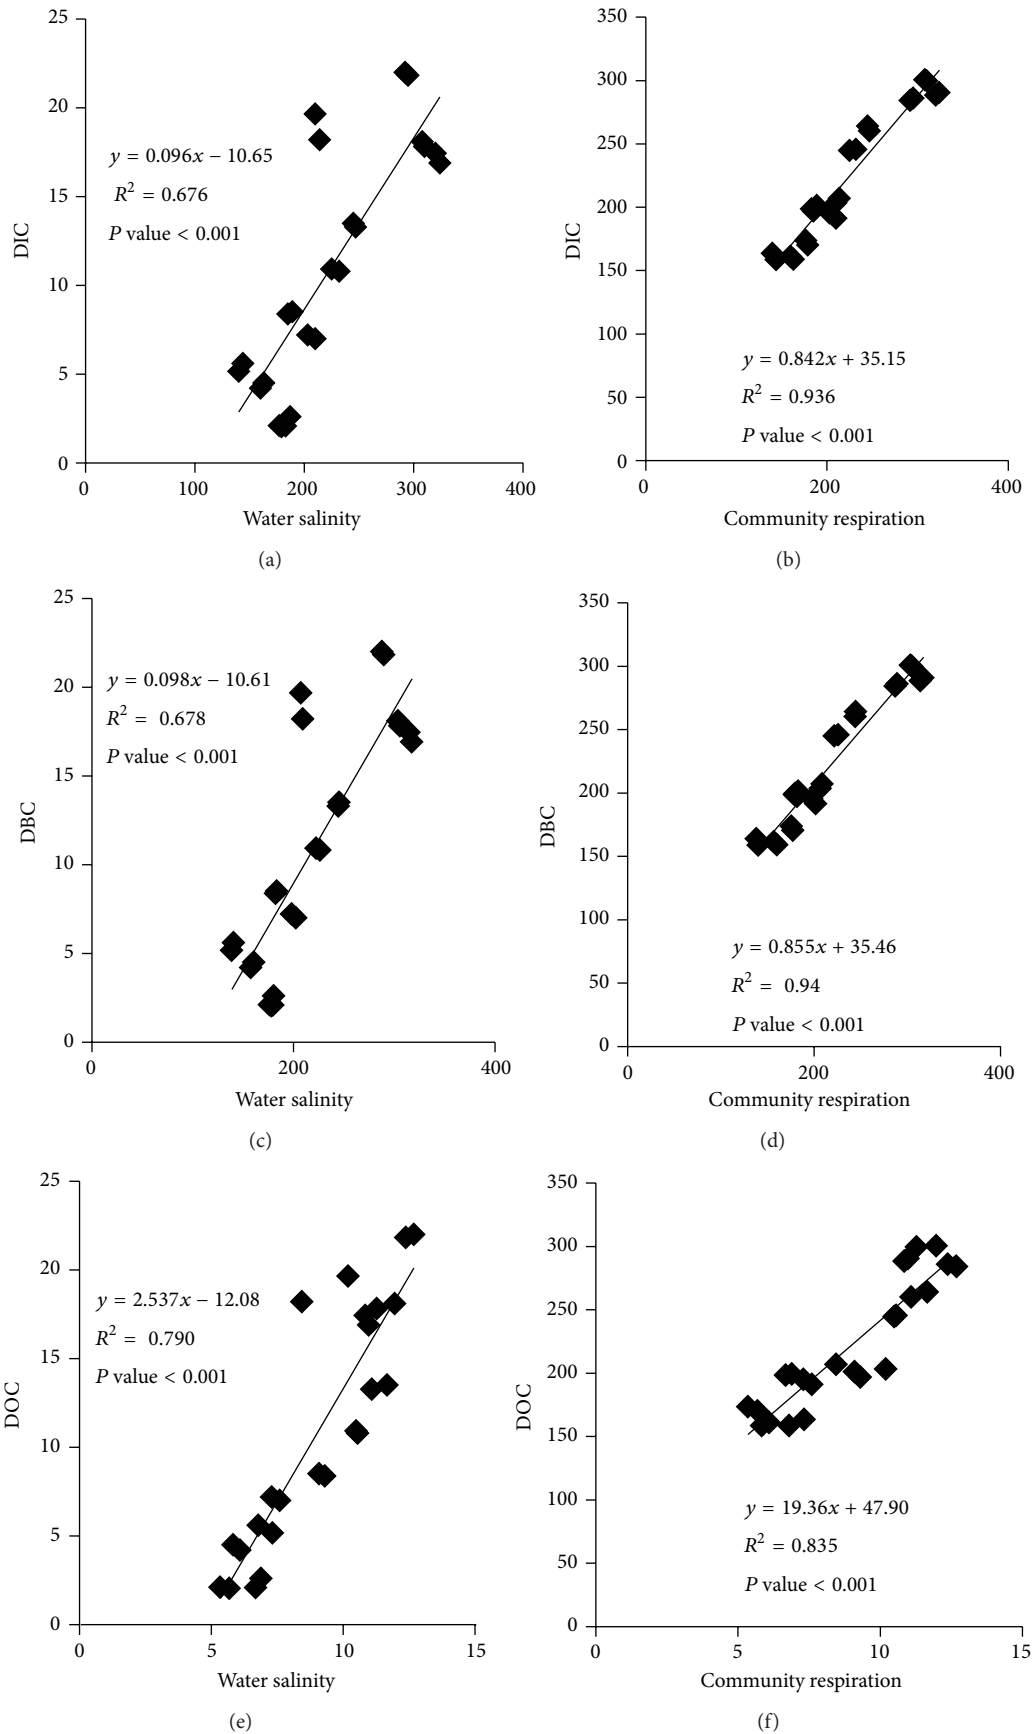 25
20
15
10
5
0
DIC
y = 0.096x − 10.65
R² = 0.676
P value < 0.001
0 100 200 300 400
Water salinity
(a)
350
300
250
200
150
100
50
0
DIC
y = 0.842x + 35.15
R² = 0.936
P value < 0.001
0 200 400
Community respiration
(b)
25
20
15
10
5
0
DBC
y = 0.098x − 10.61
R² = 0.678
P value < 0.001
0 200 400
Water salinity
(c)
350
300
250
200
150
100
50
0
DBC
y = 0.855x + 35.46
R² = 0.94
P value < 0.001
0 200 400
Community respiration
(d)
25
20
15
10
5
0
DOC
y = 2.537x − 12.08
R² = 0.790
P value < 0.001
0 5 10 15
Water salinity
(e)
350
300
250
200
150
100
50
0
DOC
y = 19.36x + 47.90
R² = 0.835
P value < 0.001
0 5 10 15
Community respiration
(f)